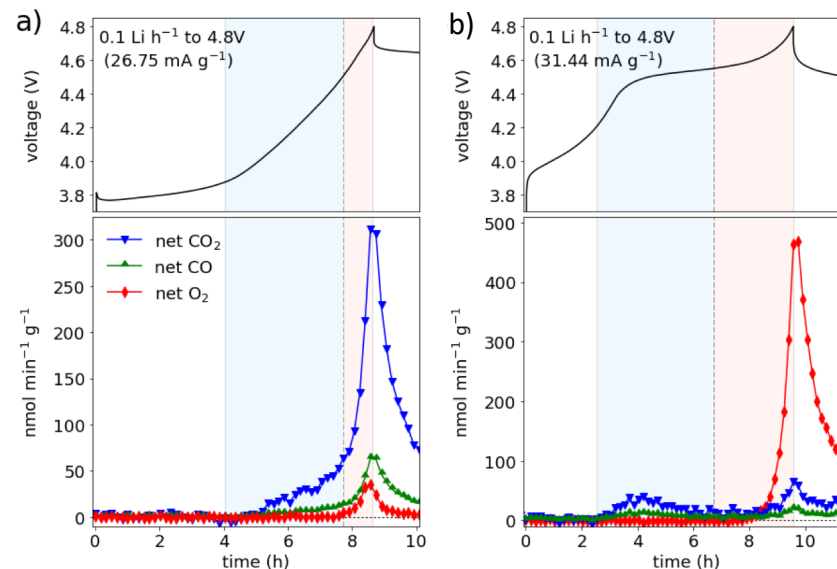 a)
0.1 Li h⁻¹ to 4.8V
(26.75 mA g⁻¹)
voltage (V)
4.8
4.6
4.4
4.2
4.0
3.8
net CO₂
net CO
net O₂
nmol min⁻¹ g⁻¹
300
250
200
150
100
50
0
0 2 4 6 8 10
time (h)
b)
0.1 Li h⁻¹ to 4.8V
(31.44 mA g⁻¹)
voltage (V)
4.8
4.6
4.4
4.2
4.0
3.8
nmol min⁻¹ g⁻¹
500
400
300
200
100
0
0 2 4 6 8 10
time (h)